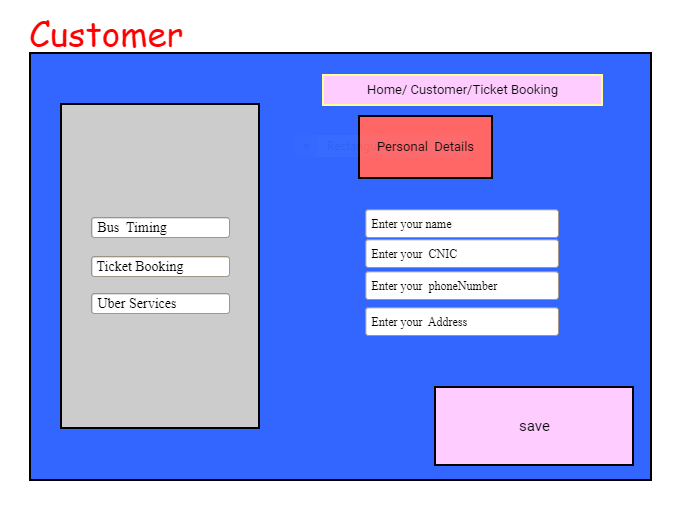 Customer
Home/ Customer/Ticket Booking
Personal Details
Bus Timing
Ticket Booking
Uber Services
Enter your name
Enter your CNIC
Enter your phoneNumber
Enter your Address
save